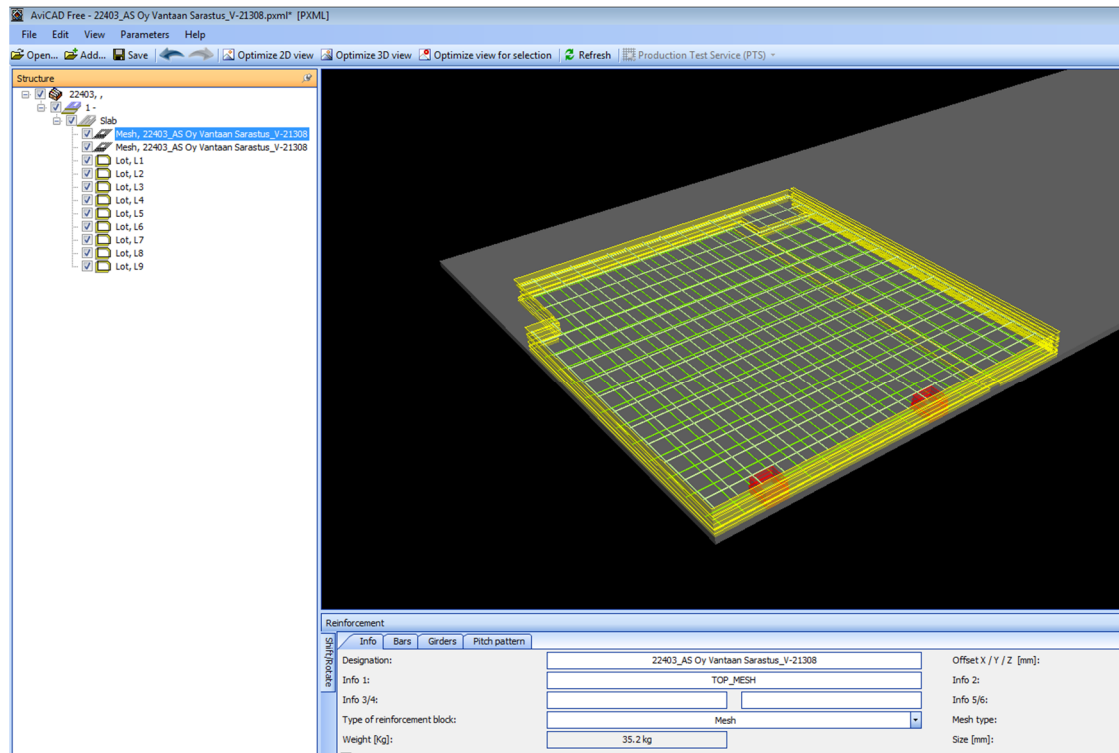 AviCAD Free - 22403_AS Oy Vantaan Sarastus_V-21308.pxml* [PXML]
File Edit View Parameters Help
Open... Add... Save Optimize 2D view Optimize 3D view Optimize view for selection Refresh Production Test Service (PTS)
Structure
22403, ,
1 -
Slab
Mesh, 22403_AS Oy Vantaan Sarastus_V-21308
Mesh, 22403_AS Oy Vantaan Sarastus_V-21308
Lot, L1
Lot, L2
Lot, L3
Lot, L4
Lot, L5
Lot, L6
Lot, L7
Lot, L8
Lot, L9
Reinforcement
Shift/Rotate
Info Bars Girders Pitch pattern
Designation: 22403_AS Oy Vantaan Sarastus_V-21308 Offset X / Y / Z [mm]:
Info 1: TOP_MESH Info 2:
Info 3/4: Info 5/6:
Type of reinforcement block: Mesh Mesh type:
Weight [Kg]: 35.2 kg Size [mm]: